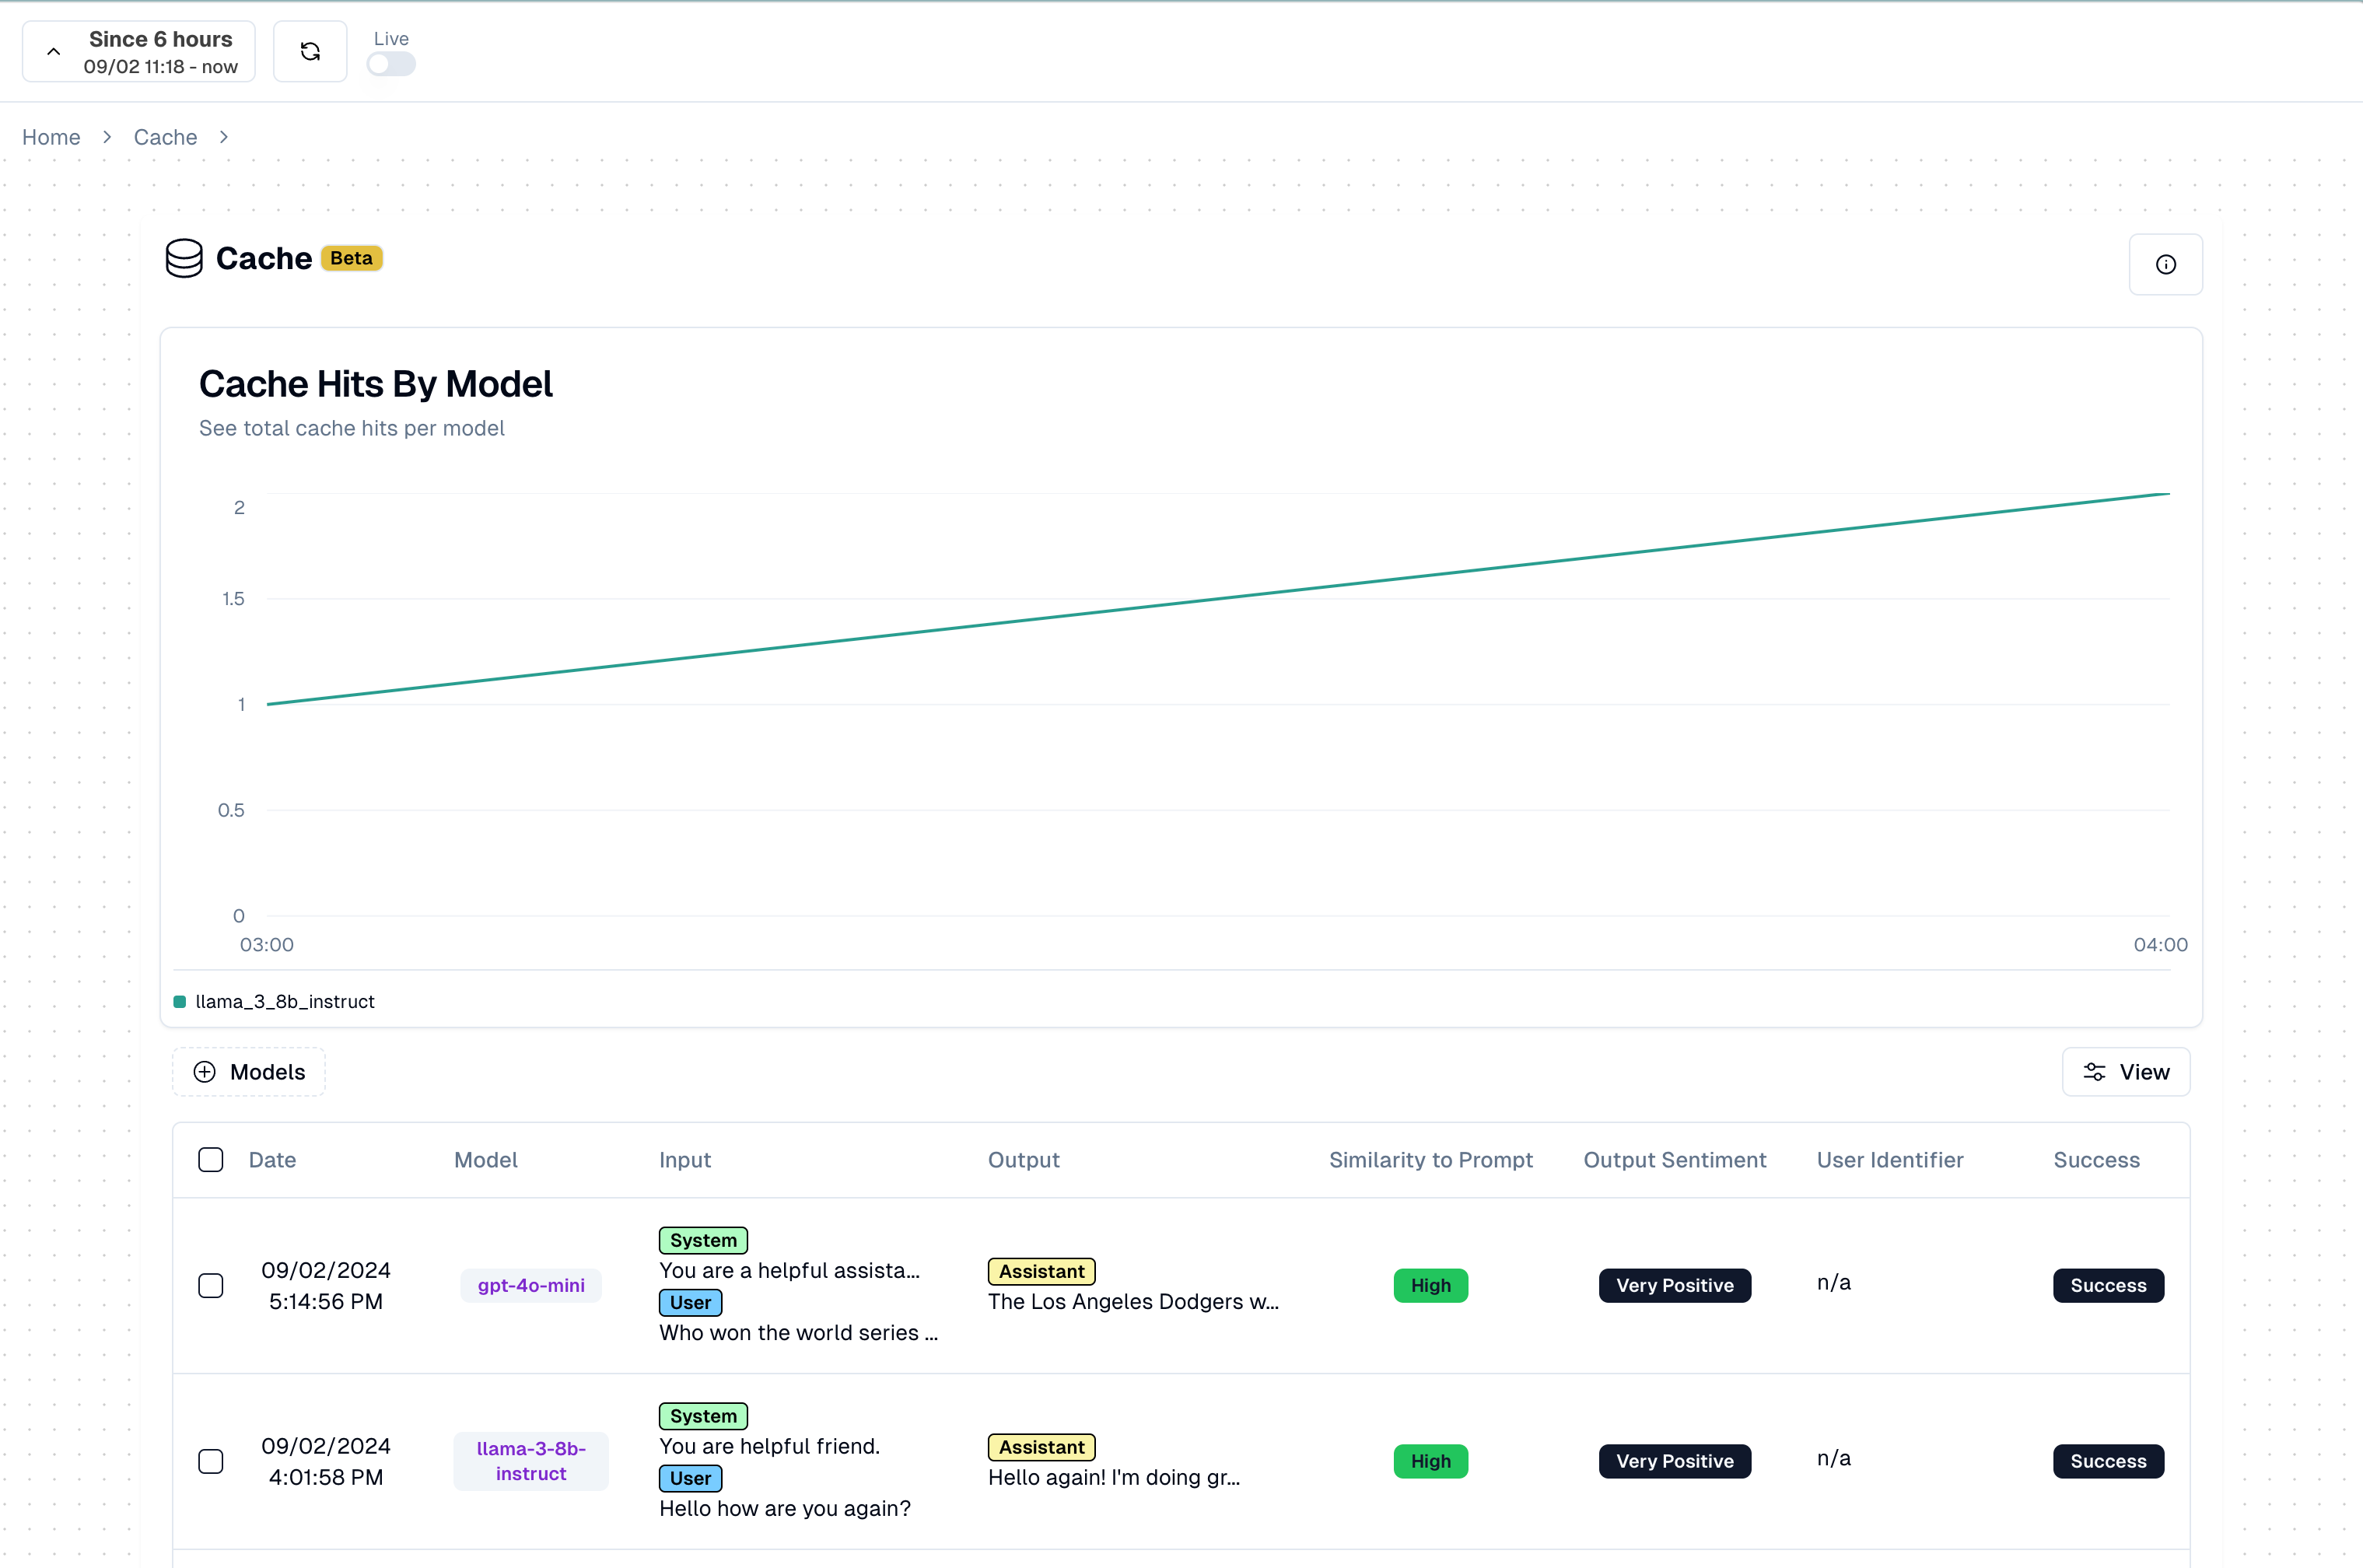 Since 6 hours
09/02 11:18 - now
Live
Home
Cache
Cache
Beta
Cache Hits By Model
See total cache hits per model
2
1.5
1
0.5
0
03:00
04:00
llama_3_8b_instruct
Models
View
Date
Model
Input
Output
Similarity to Prompt
Output Sentiment
User Identifier
Success
09/02/2024
5:14:56 PM
gpt-4o-mini
System
You are a helpful assista...
User
Who won the world series ...
Assistant
The Los Angeles Dodgers w...
High
Very Positive
n/a
Success
09/02/2024
4:01:58 PM
llama-3-8b-
instruct
System
You are helpful friend.
User
Hello how are you again?
Assistant
Hello again! I'm doing gr...
High
Very Positive
n/a
Success